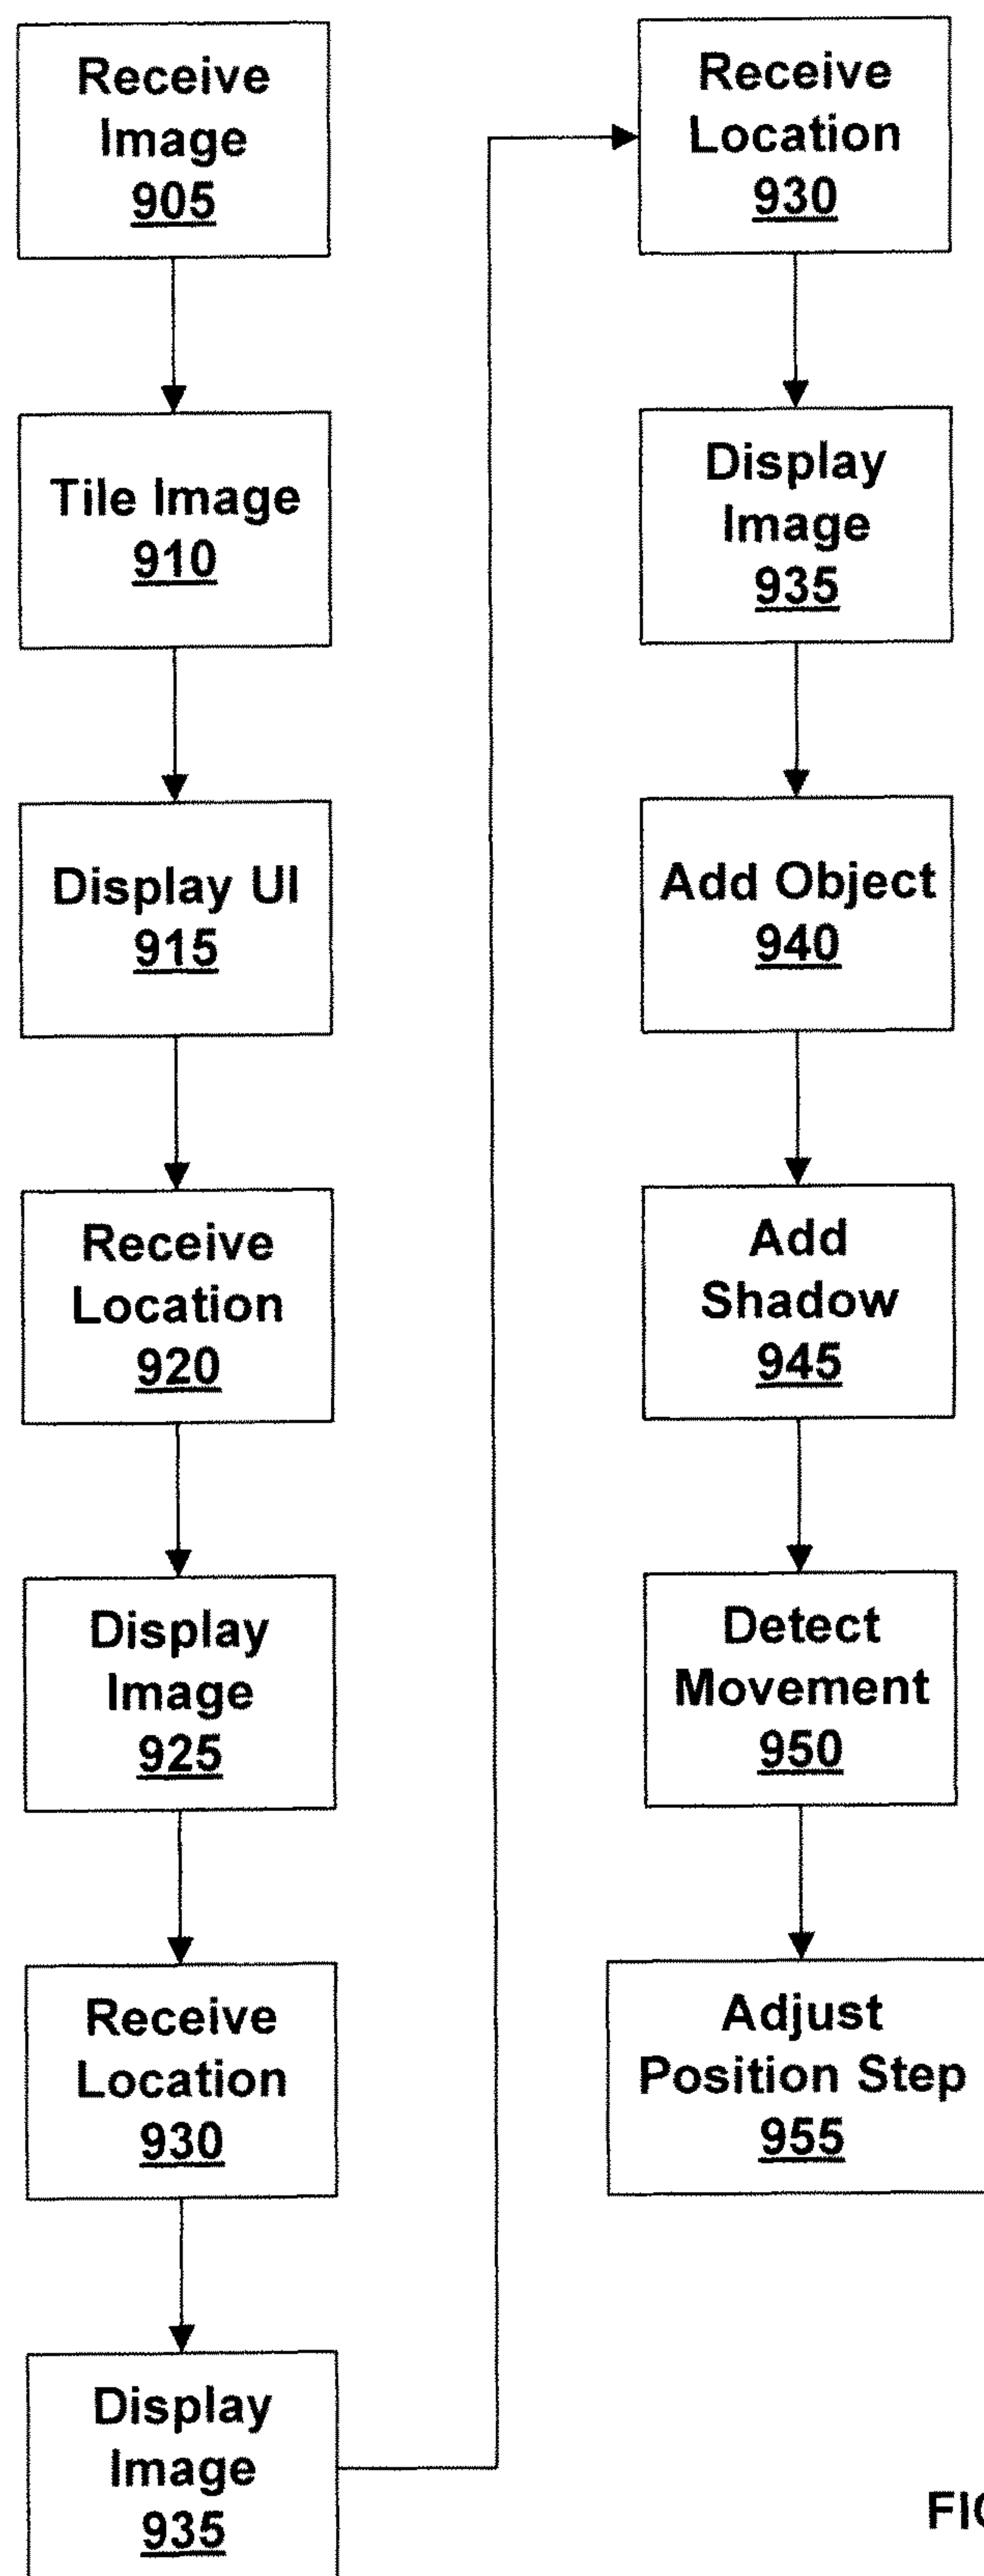 Receive
Image
905
Tile Image
910
Display UI
915
Receive
Location
920
Display
Image
925
Receive
Location
930
Display
Image
935
Receive
Location
930
Display
Image
935
Add Object
940
Add
Shadow
945
Detect
Movement
950
Adjust
Position Step
955